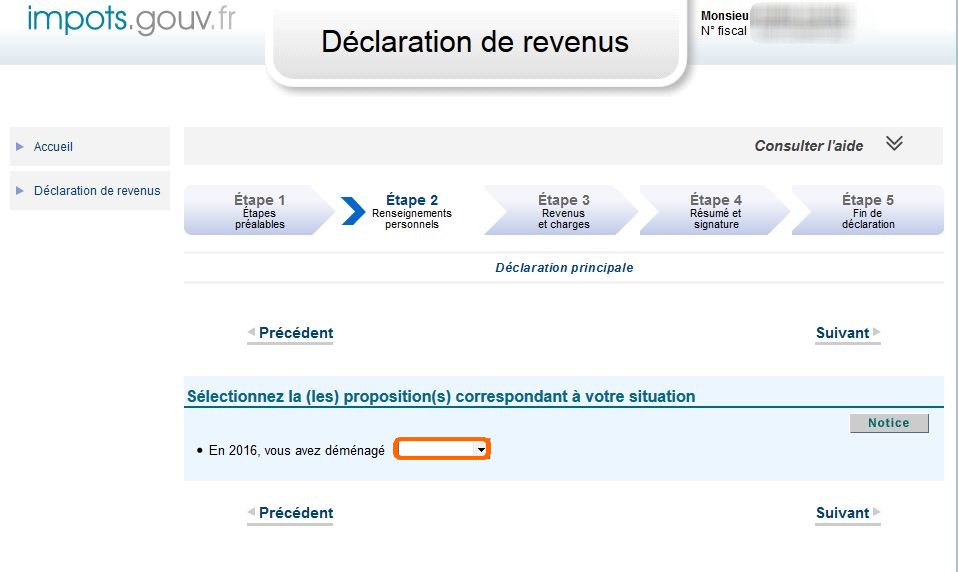 impots.gouv.fr
Déclaration de revenus
Monsieu
N° fiscal
Accueil
Déclaration de revenus
Consulter l'aide
Étape 1
Étapes
préalables
Étape 2
Renseignements
personnels
Étape 3
Revenus
et charges
Étape 4
Résumé et
signature
Étape 5
Fin de
déclaration
Déclaration principale
Précédent
Suivant
Sélectionnez la (les) proposition(s) correspondant à votre situation
Notice
• En 2016, vous avez déménagé
Précédent
Suivant